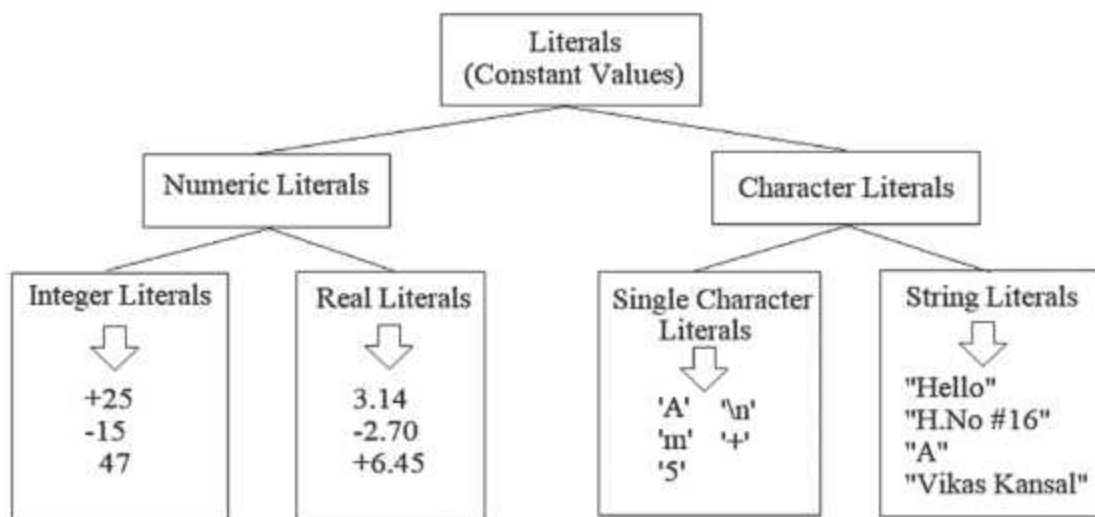 Literals
(Constant Values)
Numeric Literals
Character Literals
Integer Literals
+25
-15
47
Real Literals
3.14
-2.70
+6.45
Single Character
Literals
'A' '\n'
'm' '+'
'5'
String Literals
"Hello"
"H.No #16"
"A"
"Vikas Kansal"